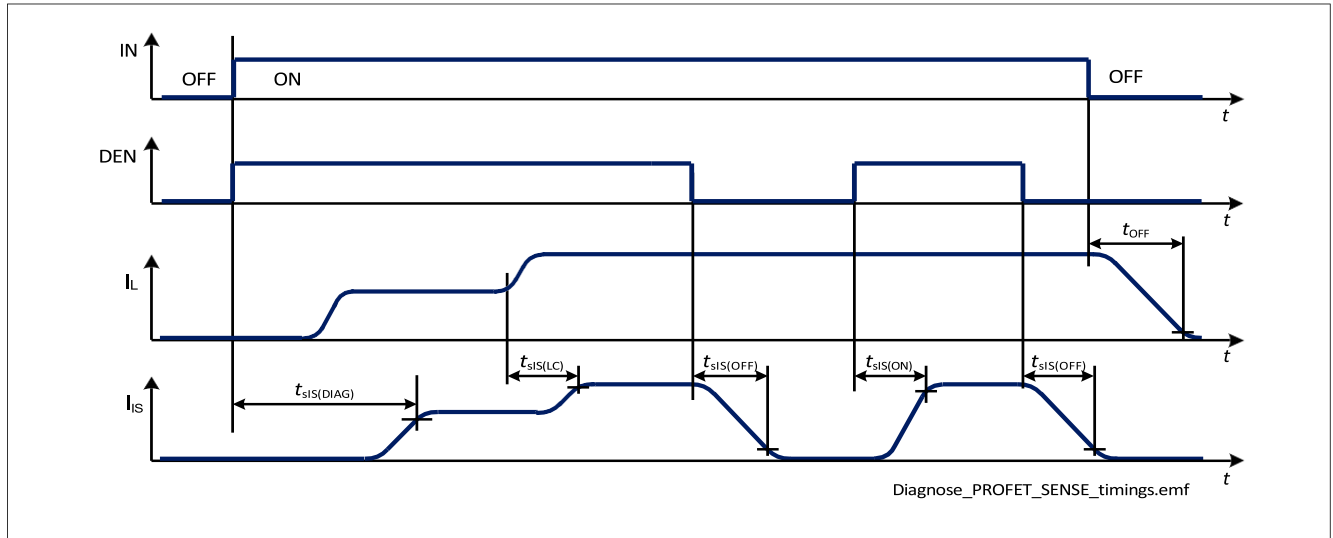 IN
OFF
ON
OFF
t
DEN
t
tOFF
IL
t
tsIS(LC)
tsIS(OFF)
tsIS(ON)
tsIS(OFF)
tsIS(DIAG)
IIS
t
Diagnose_PROFET_SENSE_timings.emf